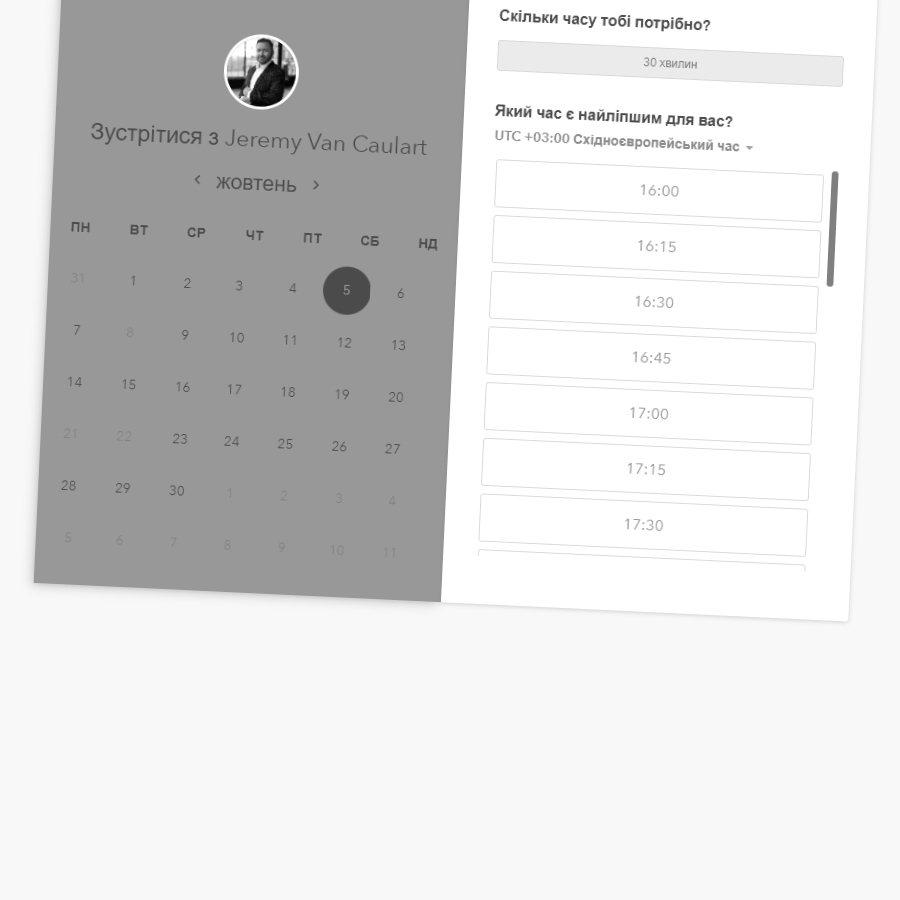 Зустрітися з Jeremy Van Caulart
жовтень
ПН ВТ СР ЧТ ПТ СБ НД
31 1 2 3 4 5 6
7 8 9 10 11 12 13
14 15 16 17 18 19 20
21 22 23 24 25 26 27
28 29 30 1 2 3 4
5 6 7 8 9 10 11
Скільки часу тобі потрібно?
30 хвилин
Який час є найліпшим для вас?
UTC +03:00 Східноєвропейський час
16:00
16:15
16:30
16:45
17:00
17:15
17:30